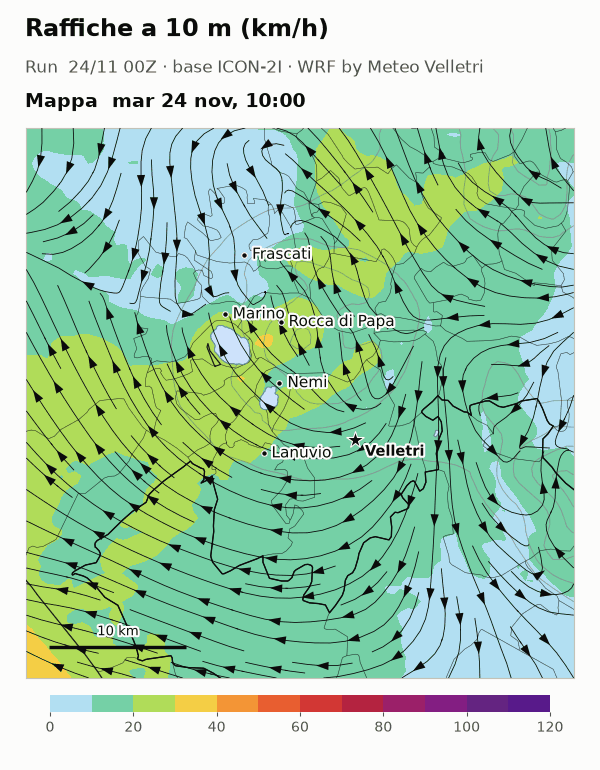 Raffiche a 10 m (km/h)
Run 24/11 00Z · base ICON-2I · WRF by Meteo Velletri
Mappa mar 24 nov, 10:00
Frascati
Marino
Rocca di Papa
Nemi
Velletri
Lanuvio
10 km
0 20 40 60 80 100 120